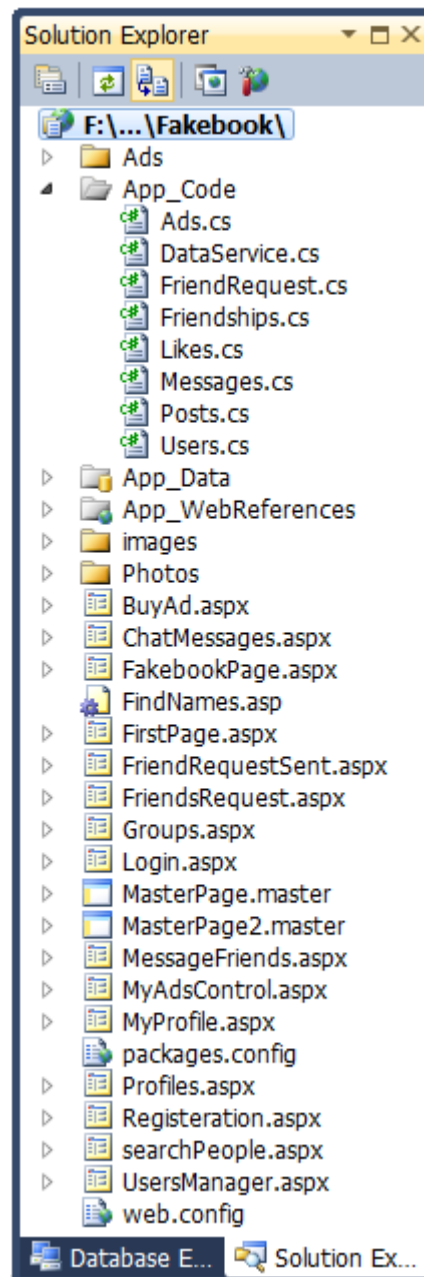 Solution Explorer
F:\...\Fakebook\
Ads
App_Code
Ads.cs
DataService.cs
FriendRequest.cs
Friendships.cs
Likes.cs
Messages.cs
Posts.cs
Users.cs
App_Data
App_WebReferences
images
Photos
BuyAd.aspx
ChatMessages.aspx
FakebookPage.aspx
FindNames.asp
FirstPage.aspx
FriendRequestSent.aspx
FriendsRequest.aspx
Groups.aspx
Login.aspx
MasterPage.master
MasterPage2.master
MessageFriends.aspx
MyAdsControl.aspx
MyProfile.aspx
packages.config
Profiles.aspx
Registeration.aspx
searchPeople.aspx
UsersManager.aspx
web.config
Database E... Solution Ex...